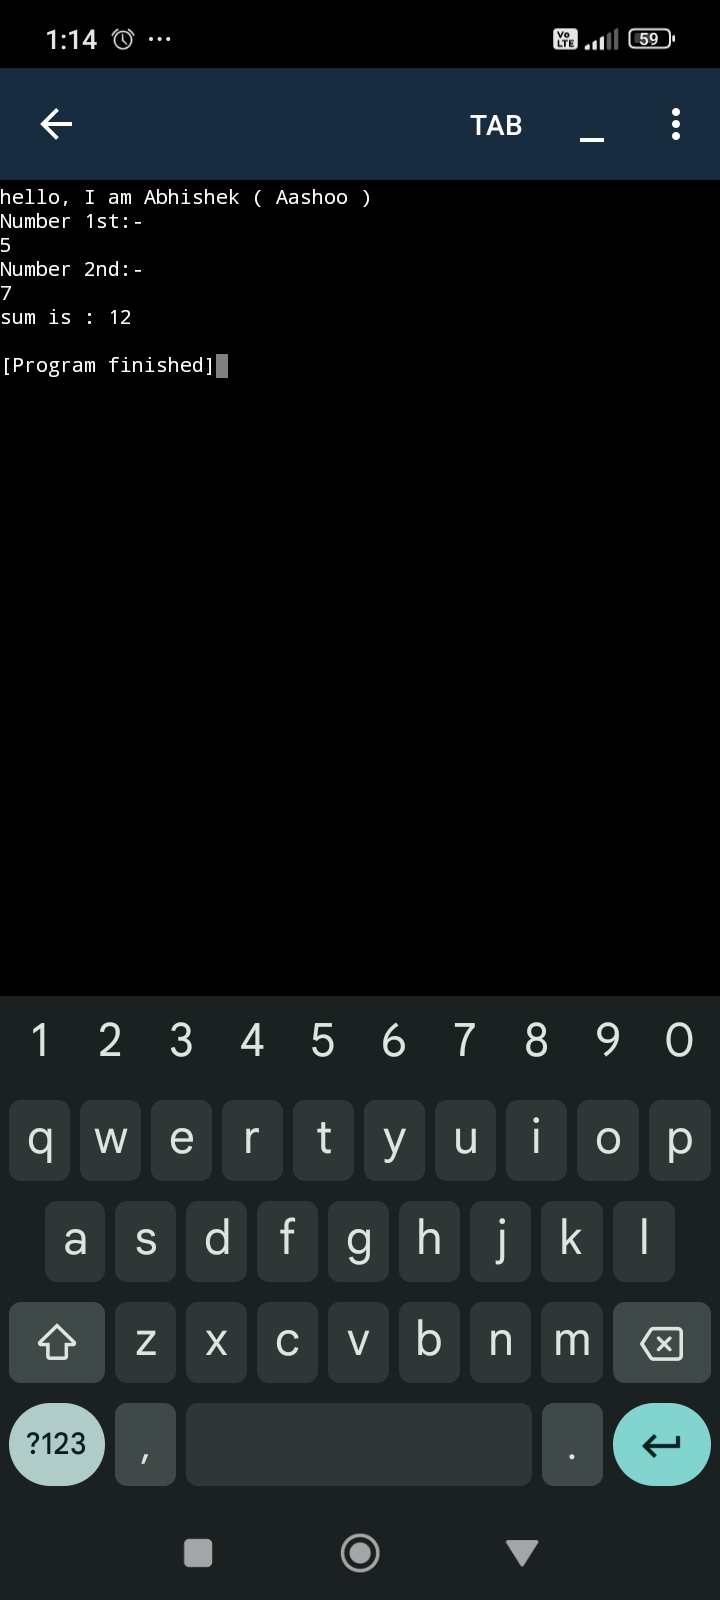 1:14 ... Vo LTE 59
TAB _
hello, I am Abhishek ( Aashoo )
Number 1st:-
5
Number 2nd:-
7
sum is : 12
[Program finished]
1 2 3 4 5 6 7 8 9 0
q w e r t y u i o p
a s d f g h j k l
z x c v b n m
?123 , .